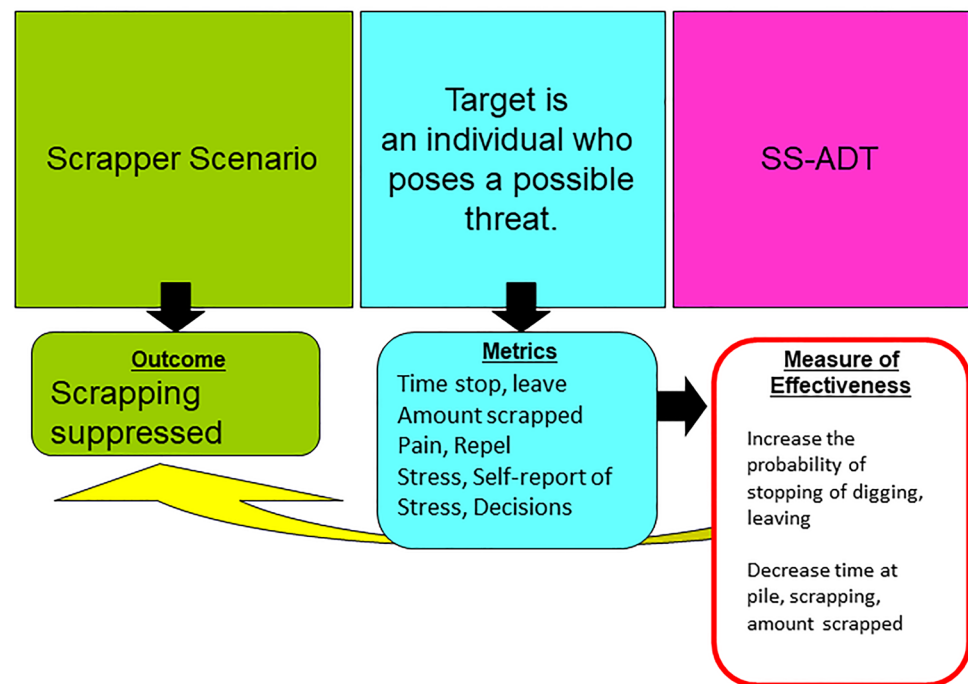 Scrapper Scenario
Target is
an individual who
poses a possible
threat.
SS-ADT
Outcome
Scrapping
suppressed
Metrics
Time stop, leave
Amount scrapped
Pain, Repel
Stress, Self-report of
Stress, Decisions
Measure of
Effectiveness
Increase the
probability of
stopping of digging,
leaving
Decrease time at
pile, scrapping,
amount scrapped